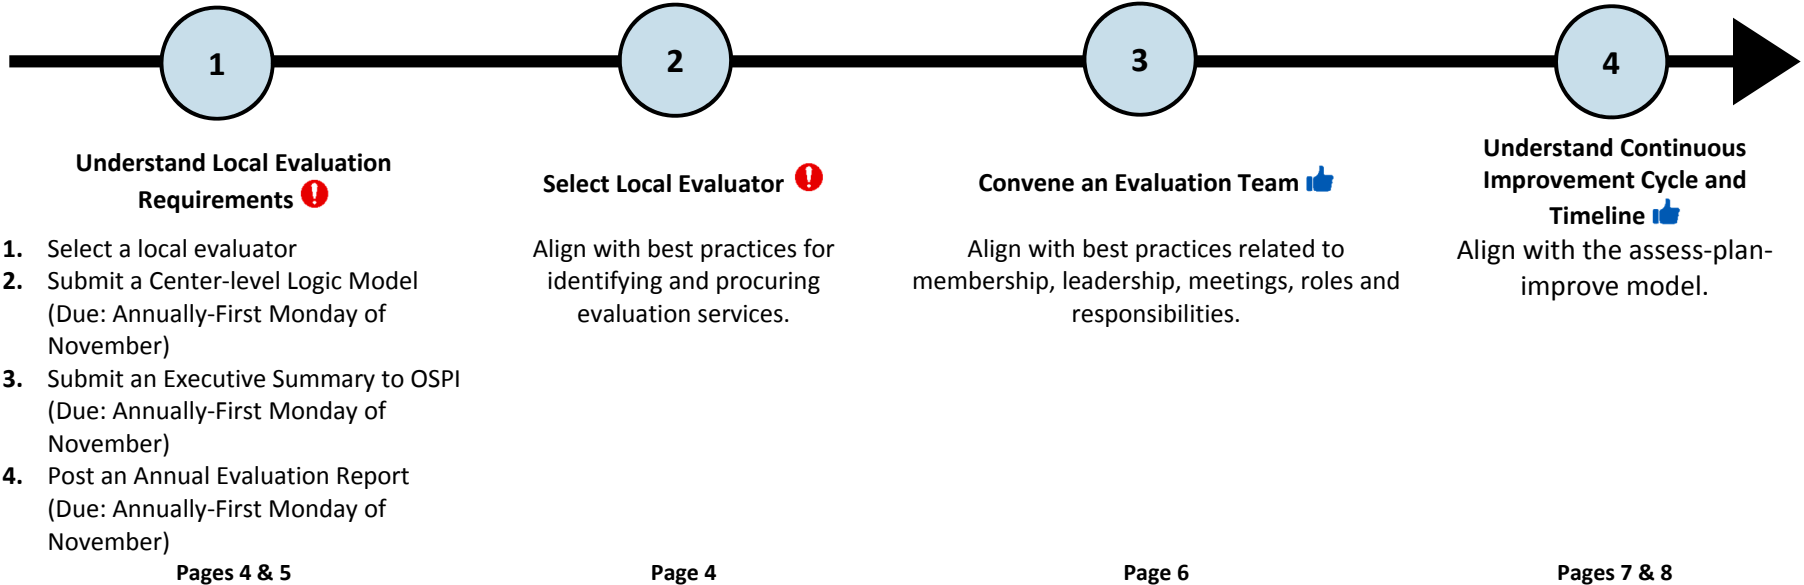 1
2
3
4
Understand Local Evaluation
Requirements
1. Select a local evaluator
2. Submit a Center-level Logic Model
(Due: Annually-First Monday of
November)
3. Submit an Executive Summary to OSPI
(Due: Annually-First Monday of
November)
4. Post an Annual Evaluation Report
(Due: Annually-First Monday of
November)
Pages 4 & 5
Select Local Evaluator
Align with best practices for
identifying and procuring
evaluation services.
Page 4
Convene an Evaluation Team
Align with best practices related to
membership, leadership, meetings, roles and
responsibilities.
Page 6
Understand Continuous
Improvement Cycle and
Timeline
Align with the assess-plan-
improve model.
Pages 7 & 8